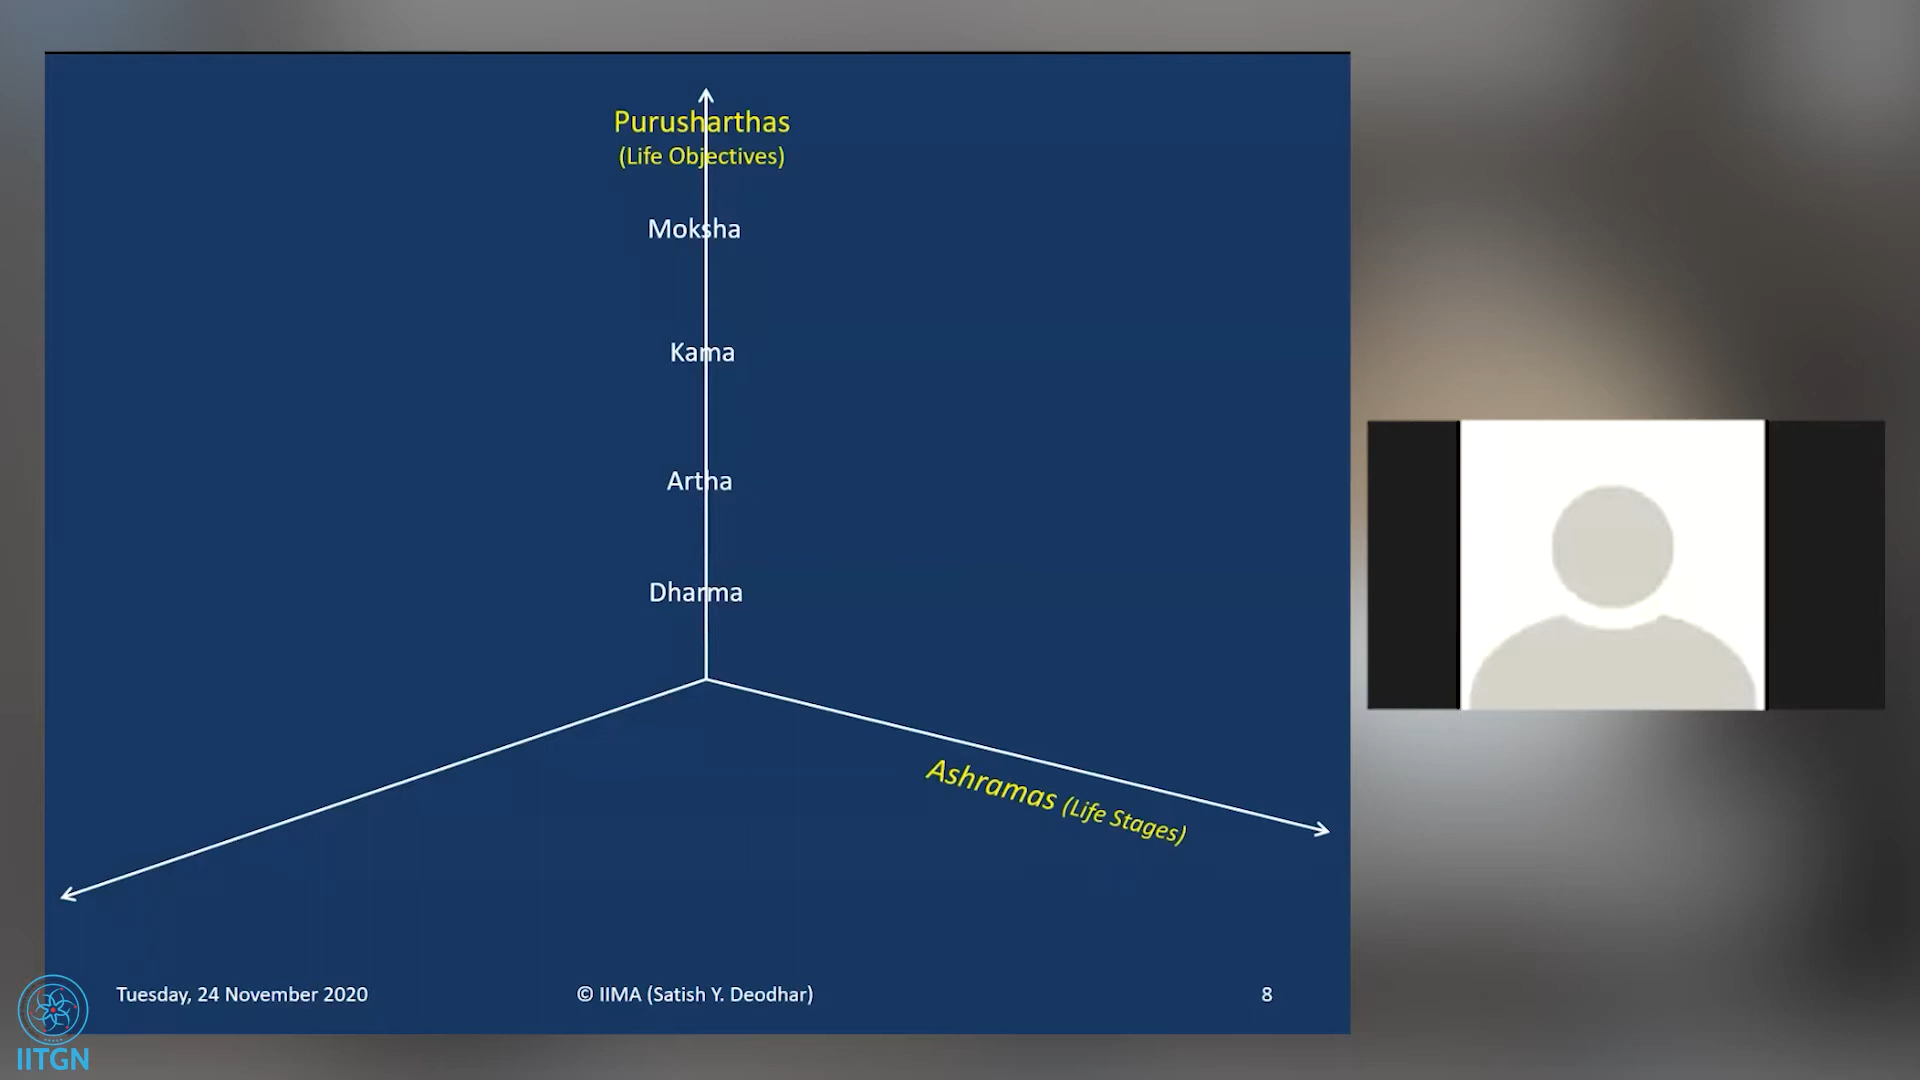 Purusharthas
(Life Objectives)
Moksha
Kama
Artha
Dharma
Ashramas (Life Stages)
Tuesday, 24 November 2020
© IIMA (Satish Y. Deodhar)
8
IITGN